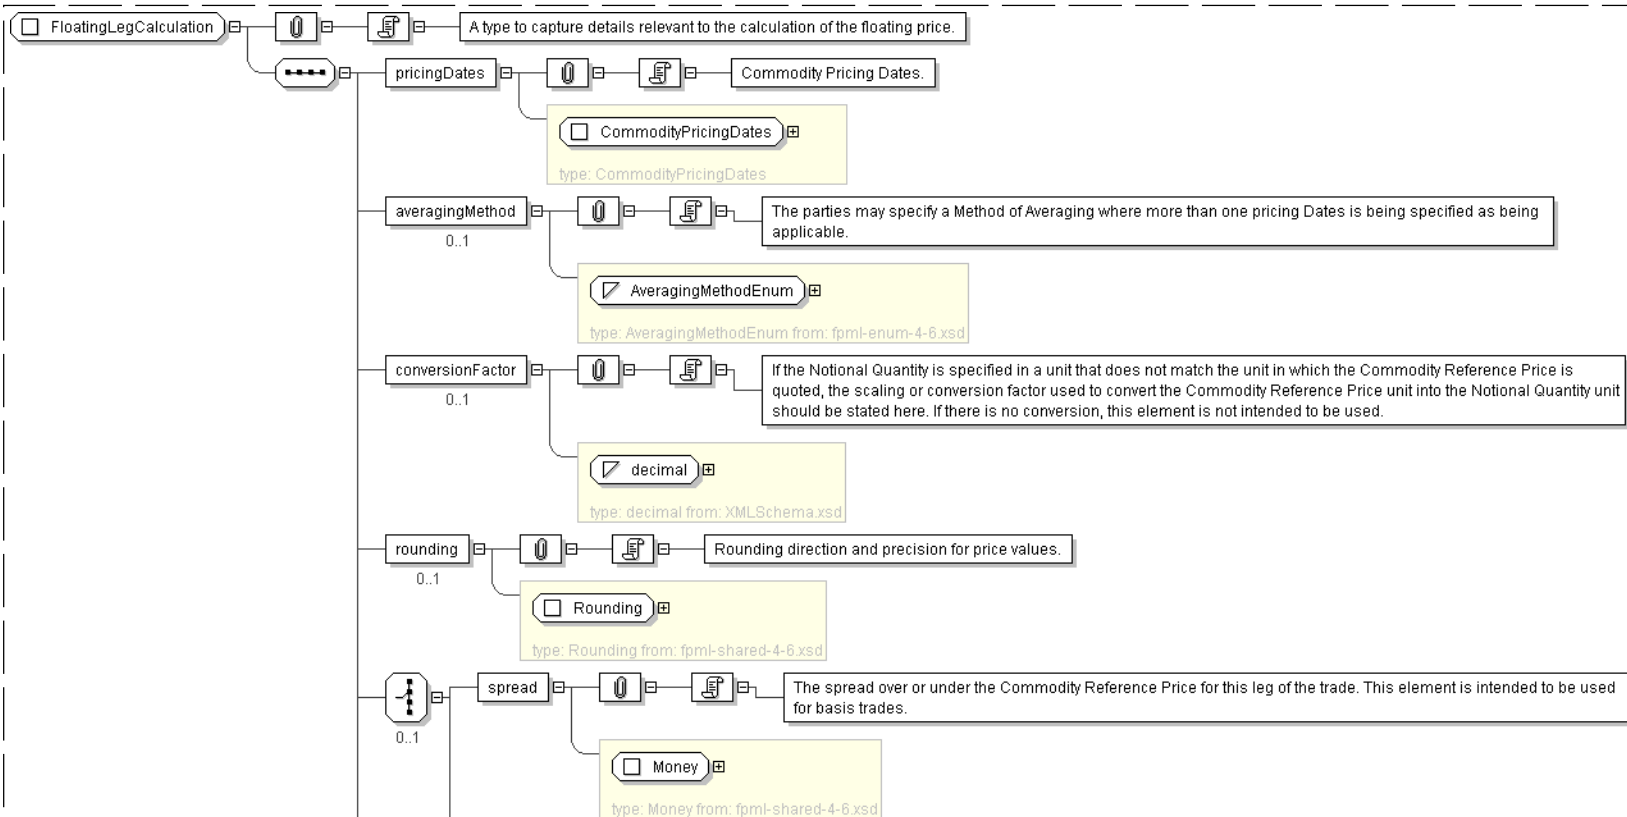 FloatingLegCalculation
A type to capture details relevant to the calculation of the floating price.
pricingDates
Commodity Pricing Dates.
CommodityPricingDates
type: CommodityPricingDates
averagingMethod
0..1
The parties may specify a Method of Averaging where more than one pricing Dates is being specified as being
applicable.
AveragingMethodEnum
type: AveragingMethodEnum from: fpml-enum-4-6.xsd
conversionFactor
0..1
If the Notional Quantity is specified in a unit that does not match the unit in which the Commodity Reference Price is
quoted, the scaling or conversion factor used to convert the Commodity Reference Price unit into the Notional Quantity unit
should be stated here. If there is no conversion, this element is not intended to be used.
decimal
type: decimal from: XMLSchema.xsd
rounding
0..1
Rounding direction and precision for price values.
Rounding
type: Rounding from: fpml-shared-4-6.xsd
0..1
spread
The spread over or under the Commodity Reference Price for this leg of the trade. This element is intended to be used
for basis trades.
Money
type: Money from: fpml-shared-4-6.xsd